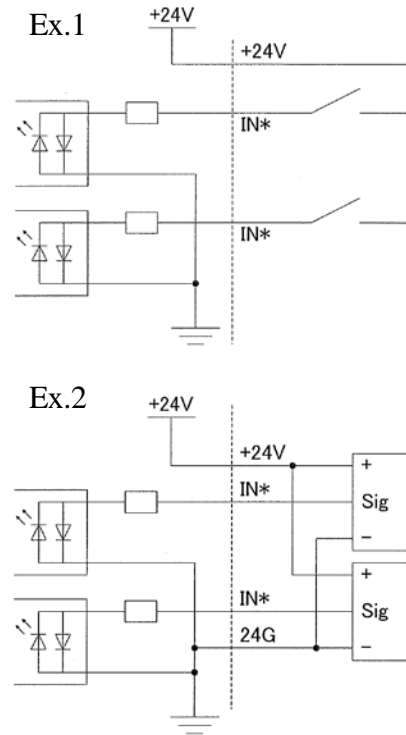 Ex.1
+24V
+24V
IN*
IN*
Ex.2
+24V
+24V
+
IN*
Sig
−
+
IN*
Sig
24G
−